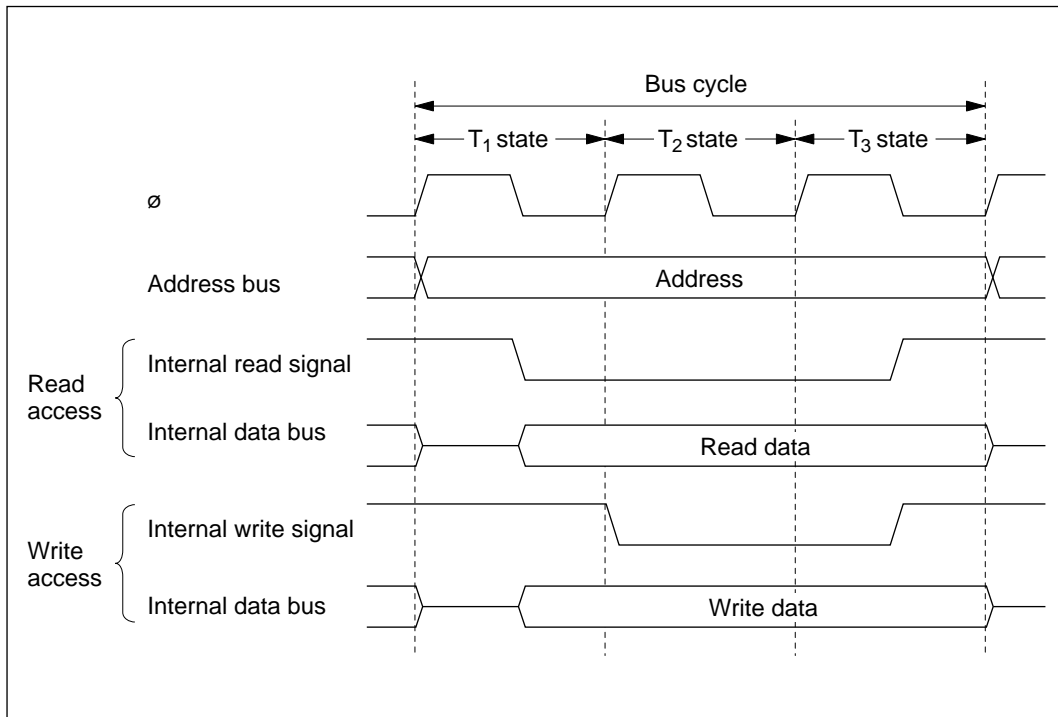 Bus cycle
T₁ state T₂ state T₃ state
ø
Address bus
Address
Read access
Internal read signal
Internal data bus
Read data
Write access
Internal write signal
Internal data bus
Write data